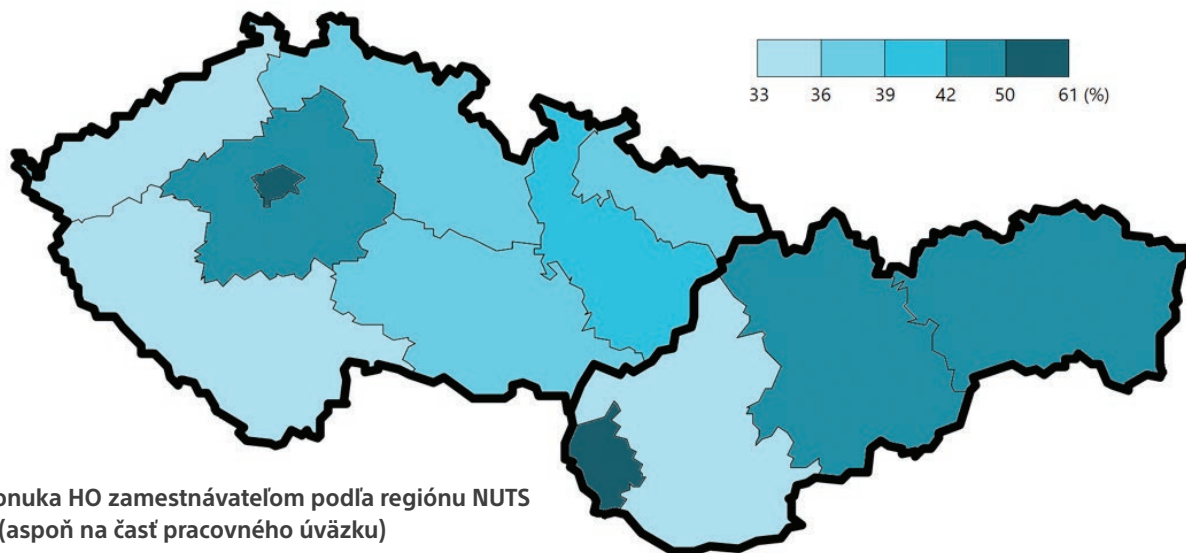 33 36 39 42 50 61 (%)
onuka HO zamestnávateľom podľa regiónu NUTS
(aspoň na časť pracovného úväzku)